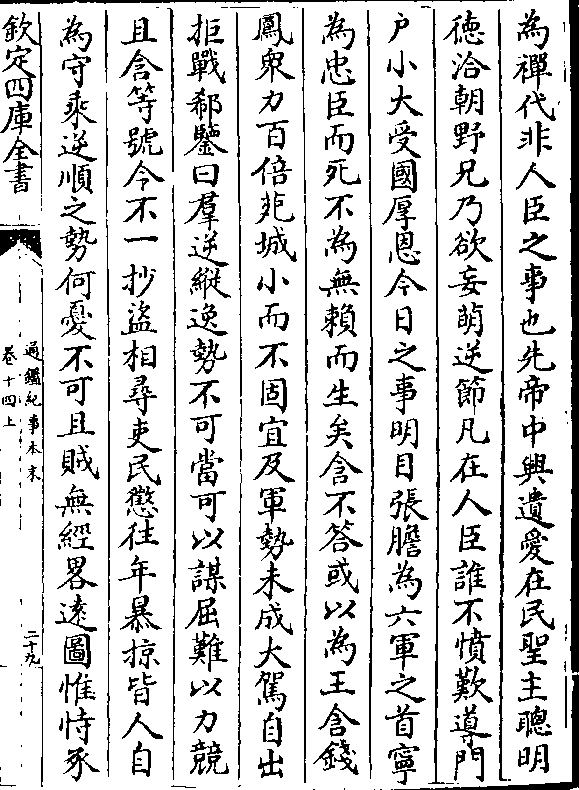 為禪代非人臣之事也先帝中興遺愛在民聖主聰明
徳洽朝野兄乃欲妄萌逆節凡在人臣誰不憤歎導門
户小大受國厚恩今日之事明目張膽為六軍之首寧
為忠臣而死不為無賴而生矣含不答或以為王含錢
鳳衆力百倍苑城小而不固宜及軍勢未成大駕自出
拒戰郗鑒曰羣逆縱逸勢不可當可以謀屈難以力競
且含等號令不一抄盜相尋吏民懲往年暴掠皆人自
為守乘逆順之勢何憂不可且賊無經畧逺圖惟恃豕
欽定四庫全書
通鑑紀事本末
卷十四上
二十九